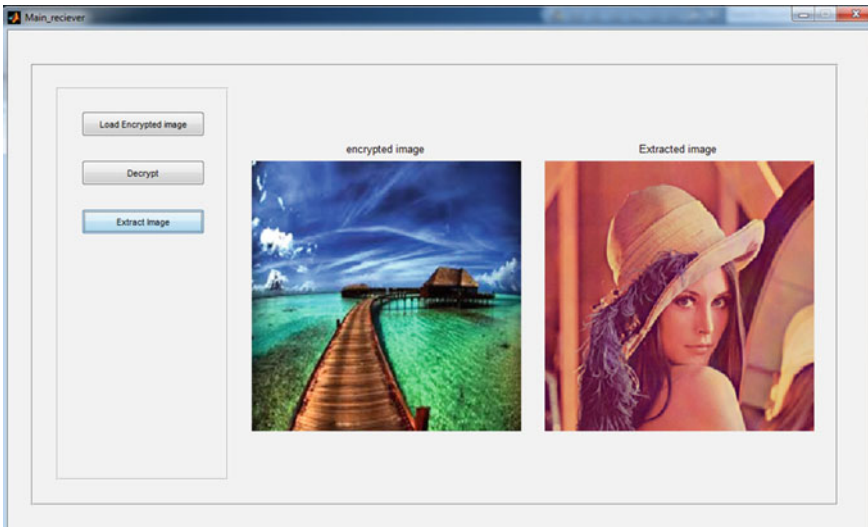 Main_reciever
Load Encrypted image
Decrypt
Extract Image
encrypted image
Extracted image